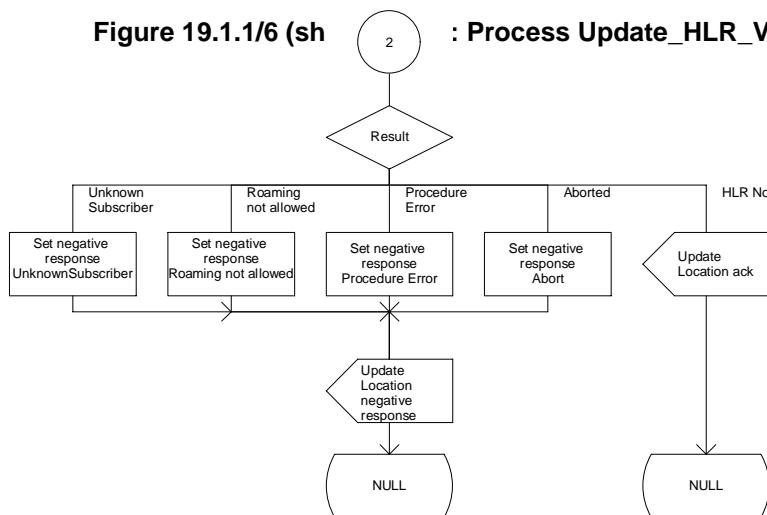 Figure 19.1.1/6 (sh
2
: Process Update_HLR_V
Result
Unknown
Subscriber
Roaming
not allowed
Procedure
Error
Aborted
HLR No
Set negative
response
UnknownSubscriber
Set negative
response
Roaming not allowed
Set negative
response
Procedure Error
Set negative
response
Abort
Update
Location ack
Update
Location
negative
response
NULL
NULL